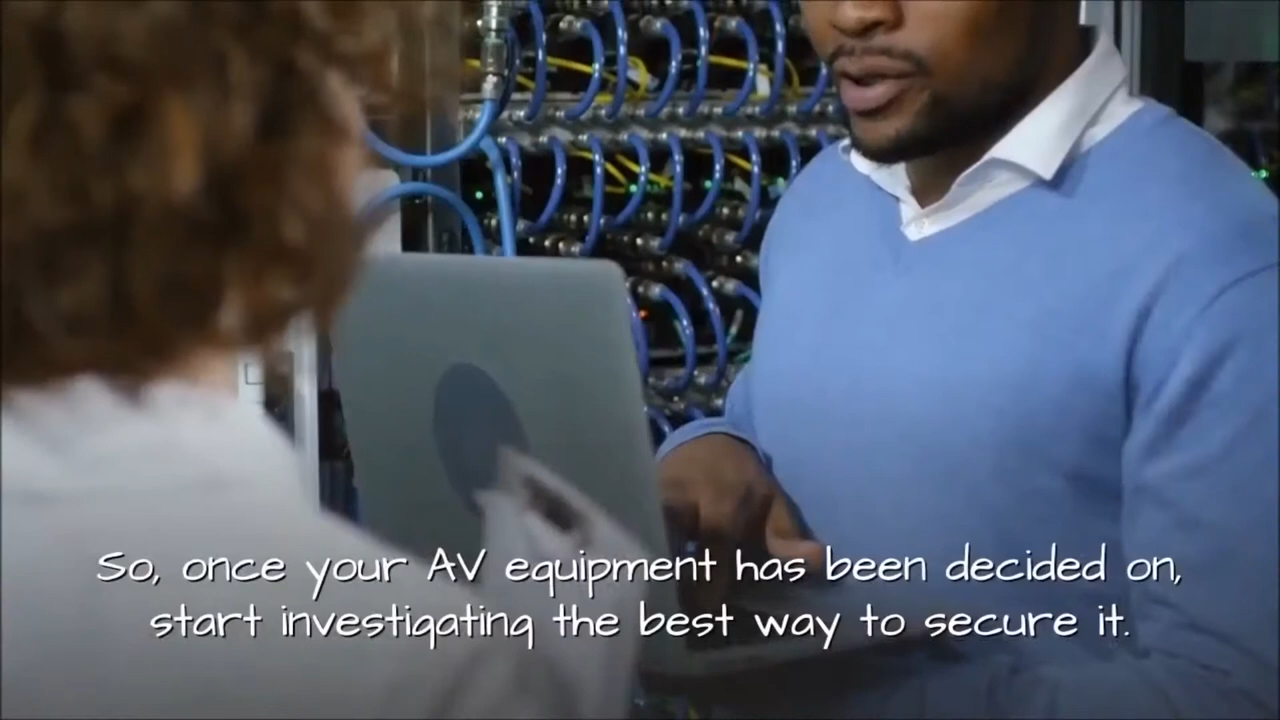 So, once your AV equipment has been decided on,
start investigating the best way to secure it.